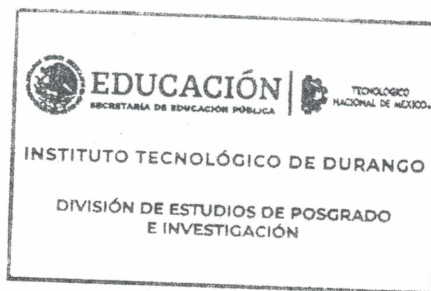 EDUCACIÓN
SECRETARÍA DE EDUCACIÓN PÚBLICA
TECNOLÓGICO
NACIONAL DE MÉXICO
INSTITUTO TECNOLÓGICO DE DURANGO
DIVISIÓN DE ESTUDIOS DE POSGRADO
E INVESTIGACIÓN